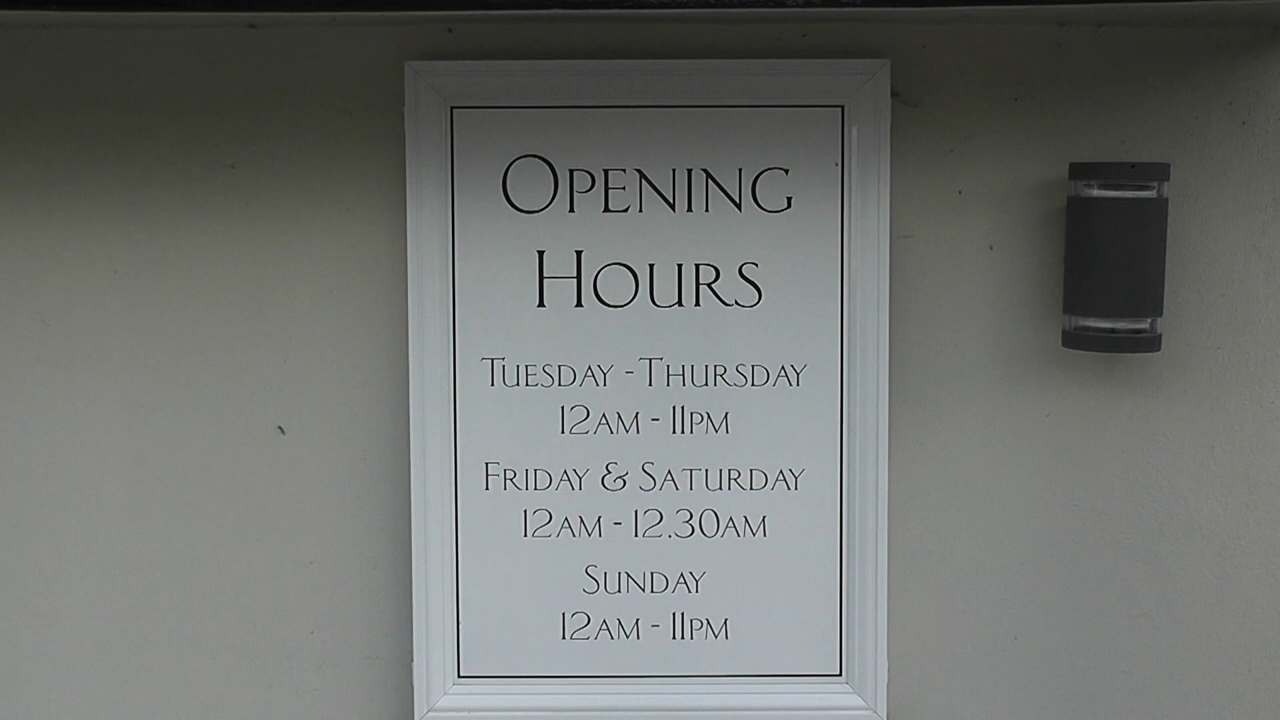 OPENING
HOURS
TUESDAY - THURSDAY
12AM - 11PM
FRIDAY & SATURDAY
12AM - 12.30AM
SUNDAY
12AM - 11PM